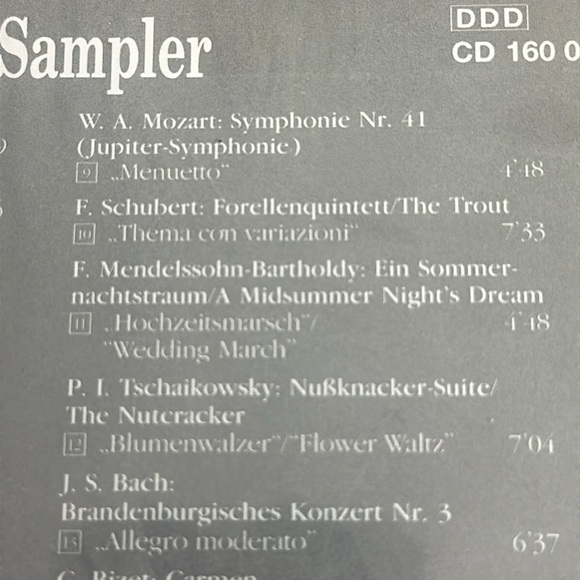 Sampler
DDD
CD 160 0
W. A. Mozart: Symphonie Nr. 41
(Jupiter-Symphonie)
9 „Menuetto“ 4'48
F. Schubert: Forellenquintett/The Trout
10 „Thema con variazioni“ 7'33
F. Mendelssohn-Bartholdy: Ein Sommer-
nachtstraum/A Midsummer Night's Dream
11 „Hochzeitsmarsch“/ 4'48
"Wedding March"
P. I. Tschaikowsky: Nußknacker-Suite/
The Nutcracker
12 „Blumenwalzer“/"Flower Waltz" 7'04
J. S. Bach:
Brandenburgisches Konzert Nr. 3
13 „Allegro moderato“ 6'37
G. Bizet: Carmen